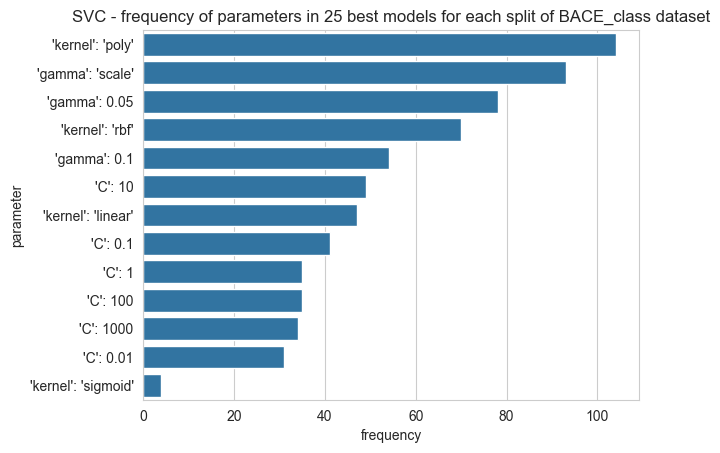 SVC - frequency of parameters in 25 best models for each split of BACE_class dataset
parameter
'kernel': 'poly'
'gamma': 'scale'
'gamma': 0.05
'kernel': 'rbf'
'gamma': 0.1
'C': 10
'kernel': 'linear'
'C': 0.1
'C': 1
'C': 100
'C': 1000
'C': 0.01
'kernel': 'sigmoid'
0 20 40 60 80 100
frequency